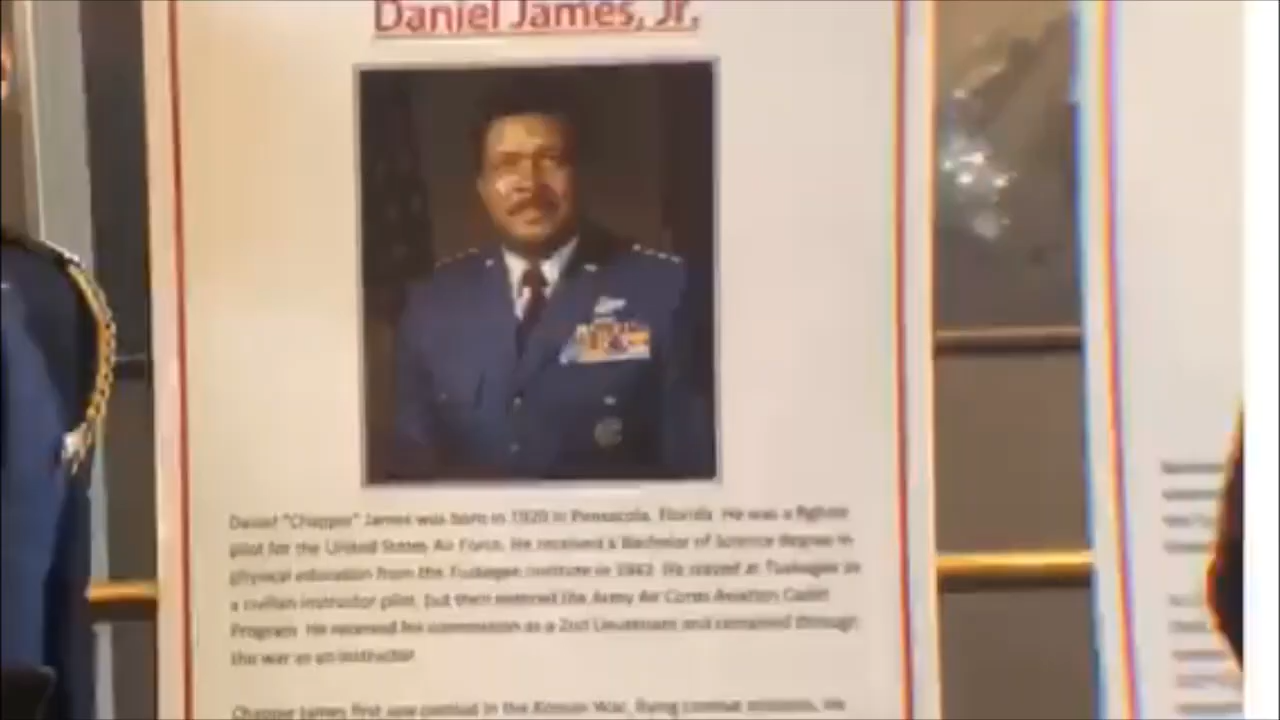 Daniel James, Jr.
Daniel "Chappie" James was born in 1920 in Pensacola, Florida. He was a fighter
pilot for the United States Air Force. He received a Bachelor of Science degree in
physical education from the Tuskegee Institute in 1942. He stayed at Tuskegee as
a civilian instructor pilot, but then entered the Army Air Corps Aviation Cadet
Program. He received his commission as a 2nd Lieutenant and remained through
the war as an instructor.
Chappie James first saw combat in the Korean War, flying combat missions. He